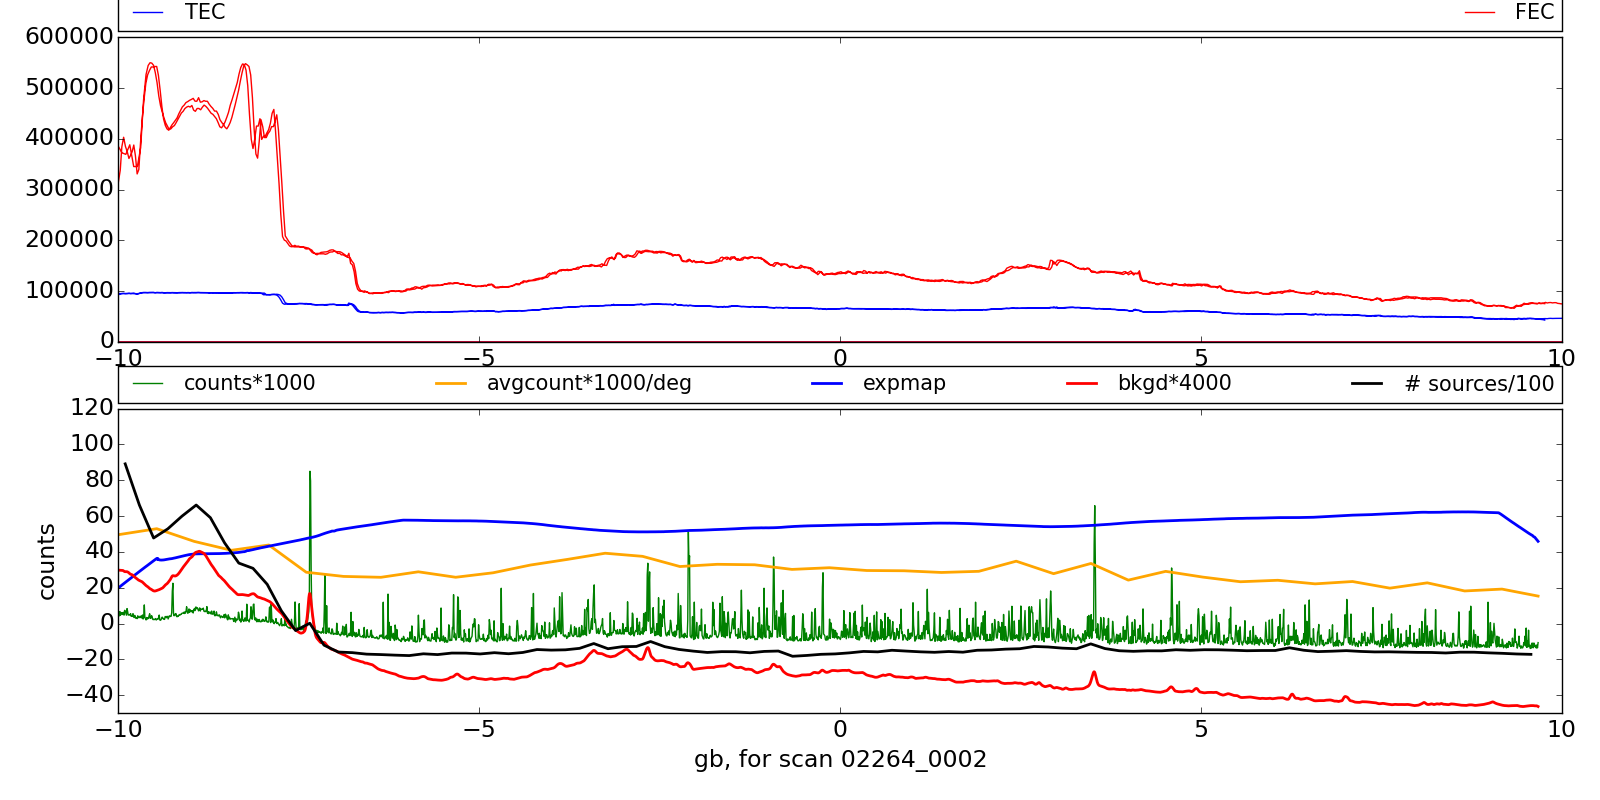 TEC FEC
600000
500000
400000
300000
200000
100000
0
−10 −5 0 5 10
counts*1000 avgcount*1000/deg expmap bkgd*4000 # sources/100
120
100
80
60
40
20
0
−20
−40
counts
−10 −5 0 5 10
gb, for scan 02264_0002